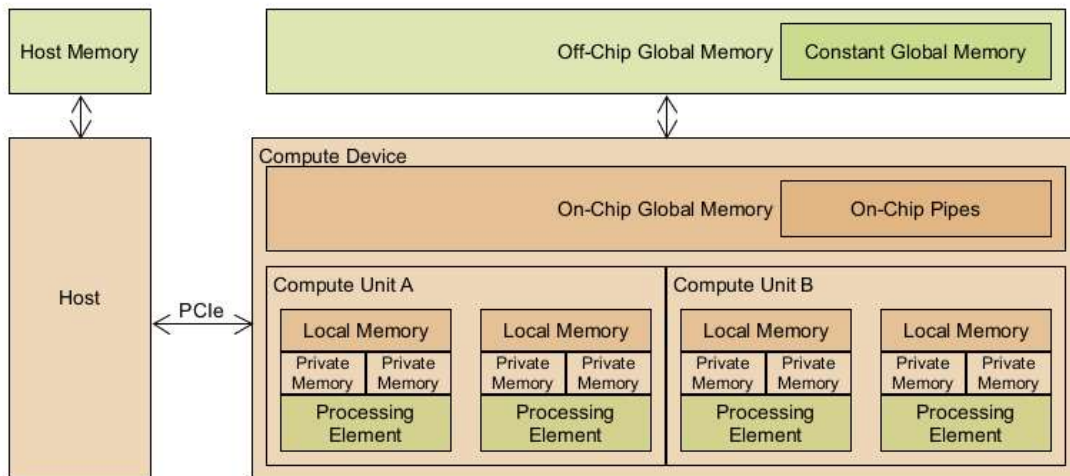 Host Memory
Off-Chip Global Memory
Constant Global Memory
Compute Device
On-Chip Global Memory
On-Chip Pipes
Host
PCIe
Compute Unit A
Local Memory
Private
Memory
Private
Memory
Processing
Element
Local Memory
Private
Memory
Private
Memory
Processing
Element
Compute Unit B
Local Memory
Private
Memory
Private
Memory
Processing
Element
Local Memory
Private
Memory
Private
Memory
Processing
Element